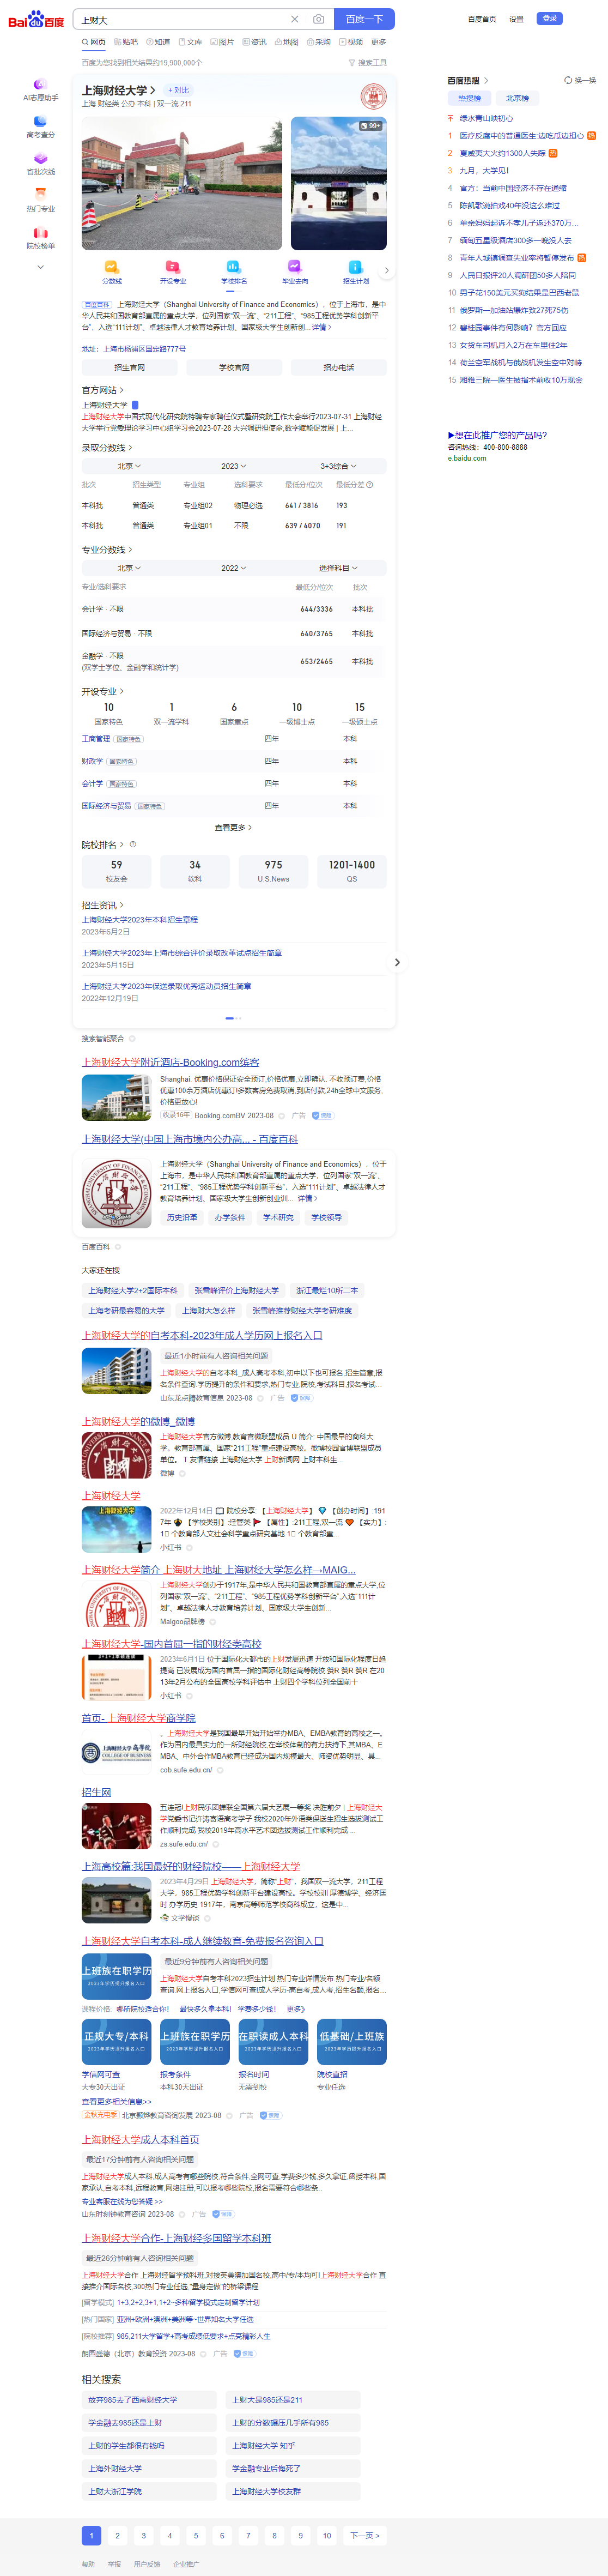 Bai du 百度
上财大
百度一下
百度首页 设置 登录
网页 贴吧 知道 文库 图片 资讯 地图 采购 视频 更多
百度为您找到相关结果约19,900,000个
搜索工具
AI志愿助手
高考查分
省批次线
热门专业
院校榜单
上海财经大学 + 对比
上海 财经类 公办 本科 | 双一流 211
99+
分数线 开设专业 学校排名 毕业去向 招生计划
百度百科 上海财经大学（Shanghai University of Finance and Economics），位于上海市，是中华人民共和国教育部直属的重点大学，位列国家“双一流”、“211工程”、“985工程优势学科创新平台”，入选“111计划”、卓越法律人才教育培养计划、国家级大学生创新创...详情
地址：上海市杨浦区国定路777号
招生官网 学校官网 招办电话
官方网站
上海财经大学
上海财经大学中国式现代化研究院特聘专家聘任仪式暨研究院工作大会举行2023-07-31 上海财经大学举行党委理论学习中心组学习会2023-07-28 大兴调研担使命,数字赋能促发展 | 上...
录取分数线
北京 2023 3+3综合
批次 招生类型 专业组 选科要求 最低分/位次 最低分差
本科批 普通类 专业组02 物理必选 641 / 3816 193
本科批 普通类 专业组01 不限 639 / 4070 191
专业分数线
北京 2022 选择科目
专业/选科要求 最低分/位次 批次
会计学 · 不限 644/3336 本科批
国际经济与贸易 · 不限 640/3765 本科批
金融学 · 不限
(双学士学位、金融学和统计学) 653/2465 本科批
开设专业
10 1 6 10 15
国家特色 双一流学科 国家重点 一级博士点 一级硕士点
工商管理 国家特色 四年 本科
财政学 国家特色 四年 本科
会计学 国家特色 四年 本科
国际经济与贸易 国家特色 四年 本科
查看更多
院校排名
59 34 975 1201-1400
校友会 软科 U.S.News QS
招生资讯
上海财经大学2023年本科招生章程
2023年6月2日
上海财经大学2023年上海市综合评价录取改革试点招生简章
2023年5月15日
上海财经大学2023年保送录取优秀运动员招生简章
2022年12月19日
搜索智能聚合
上海财经大学附近酒店-Booking.com缤客
Shanghai. 优惠价格保证安全预订,价格优惠,立即确认, 不收预订费,价格优惠100余万酒店优惠订!多数客房免费取消,到店付款,24h全球中文服务,价格更放心!
收录16年 Booking.comBV 2023-08 广告 保障
上海财经大学(中国上海市境内公办高... - 百度百科
上海财经大学（Shanghai University of Finance and Economics），位于上海市，是中华人民共和国教育部直属的重点大学，位列国家“双一流”、“211工程”、“985工程优势学科创新平台”，入选“111计划”、卓越法律人才教育培养计划、国家级大学生创新创业训... 详情
历史沿革 办学条件 学术研究 学校领导
百度百科
大家还在搜
上海财经大学2+2国际本科 张雪峰评价上海财经大学 浙江最烂10所二本
上海考研最容易的大学 上海财大怎么样 张雪峰推荐财经大学考研难度
上海财经大学的自考本科-2023年成人学历网上报名入口
最近1小时前有人咨询相关问题
上海财经大学的自考本科_成人高考本科,初中以下也可报名,招生简章,报名条件查询.学历提升的条件和要求,热门专业,院校,考试科目,报名考试...
山东龙点睛教育信息 2023-08 广告 保障
上海财经大学的微博_微博
上海财经大学官方微博,教育官微联盟成员 Ü 简介: 中国最早的商科大学。教育部直属、国家“211工程”重点建设高校。微博校园官博联盟成员单位。 T 友情链接 上海财经大学 上财新闻网 上财本科生...
微博
上海财经大学
2022年12月14日 院校分享: 【上海财经大学】 【创办时间】:1917年 【学校类别】:经管类 【属性】:211工程,双一流 【实力】: 1 个教育部人文社会科学重点研究基地 1 个教育部重...
小红书
上海财经大学简介 上海财大地址 上海财经大学怎么样→MAIG...
上海财经大学创办于1917年,是中华人民共和国教育部直属的重点大学,位列国家“双一流”、“211工程”、“985工程优势学科创新平台”,入选“111计划”、卓越法律人才教育培养计划、国家级大学生创新...
Maigoo品牌榜
上海财经大学-国内首屈一指的财经类高校
2023年6月1日 位于国际化大都市的上财发展迅速 开放和国际化程度日趋提高 已发展成为国内首屈一指的国际化财经高等院校 赞R 赞R 赞R 在2013年2月公布的全国高校学科评估中 上财四个学科位列全国前十
小红书
首页- 上海财经大学商学院
。上海财经大学是我国最早开始开始举办MBA、EMBA教育的高校之一。作为国内最具实力的一所财经院校,在举校体制的有力扶持下,其MBA、EMBA、中外合作MBA教育已经成为国内规模最大、师资优势明显、具...
cob.sufe.edu.cn/
招生网
五连冠!上财民乐团蝉联全国第六届大艺展一等奖 决胜前夕 | 上海财经大学党委书记许涛寄语高考学子 我校2020年外语类保送生招生选拔测试工作顺利完成 我校2019年高水平艺术团选拔测试工作顺利完成 ...
zs.sufe.edu.cn/
上海高校篇:我国最好的财经院校——上海财经大学
2023年4月29日 上海财经大学，简称“上财”，我国双一流大学，211工程大学，985工程优势学科创新平台建设高校。学校校训 厚德博学、经济匡时 办学历史 1917年，南京高等师范学校商科成立，这是中...
文字慢谈
上海财经大学自考本科-成人继续教育-免费报名咨询入口
最近9分钟前有人咨询相关问题
上海财经大学自考本科2023招生计划 热门专业详情发布.热门专业/名额查询.网上报名入口,学信网可查!成人学历-高自考,成人考,招生名额,报名...
课程价格 哪所院校适合你! 最快多久拿本科! 学费多少钱! 更多》
正规大专/本科 上班族在职学历 在职读成人本科 低基础/上班族
学信网可查 报考条件 报名时间 院校直招
大专30天出证 本科30天出证 无需到校 专业任选
查看更多相关信息>>
金秋充电季 北京颢烨教育咨询发展 2023-08 广告 保障
上海财经大学成人本科首页
最近17分钟前有人咨询相关问题
上海财经大学成人本科,成人高考有哪些院校,符合条件,全网可查,学费多少钱,多久拿证,函授本科,国家承认,自考本科,远程教育,网络注册,可以报考哪些院校,报名需要符合哪些条...
专业客服在线为您答疑 >>
山东时刻钟教育咨询 2023-08 广告 保障
上海财经大学合作-上海财经多国留学本科班
最近26分钟前有人咨询相关问题
上海财经大学合作 上海财经留学预科班,对接英美澳加国名校,高中/专/本均可!上海财经大学合作 直接推介国际名校,300热门专业任选,“量身定做”的桥梁课程
[留学模式] 1+3,2+2,3+1,1+2~多种留学模式定制留学计划
[热门国家] 亚洲+欧洲+澳洲+美洲等~世界知名大学任选
[院校推荐] 985,211大学留学+高考成绩低要求+点亮精彩人生
朗园盛德（北京）教育投资 2023-08 广告 保障
相关搜索
放弃985去了西南财经大学 上财大是985还是211
学金融去985还是上财 上财的分数碾压几乎所有985
上财的学生都很有钱吗 上海财经大学 知乎
上海外财经大学 学金融专业后悔死了
上财大浙江学院 上海财经大学校友群
1 2 3 4 5 6 7 8 9 10 下一页 >
帮助 举报 用户反馈 企业推广
百度热搜 换一换
热搜榜 北京榜
绿水青山映初心
1 医疗反腐中的普通医生:边吃瓜边担心 热
2 夏威夷大火约1300人失踪 热
3 九月，大学见！
4 官方：当前中国经济不存在通缩
5 陈凯歌说拍戏40年没这么难过
6 单亲妈妈起诉不孝儿子返还370万...
7 缅甸五星级酒店300多一晚没人去
8 青年人城镇调查失业率将暂停发布 热
9 人民日报评20人调研团50多人陪同
10 男子花150美元买狗结果是巴西老鼠
11 俄罗斯一加油站爆炸致27死75伤
12 碧桂园事件有何影响？官方回应
13 女货车司机月入2万在车里住2年
14 荷兰空军战机与俄战机发生空中对峙
15 湘雅三院一医生被指术前收10万现金
▶想在此推广您的产品吗?
咨询热线：400-800-8888
e.baidu.com